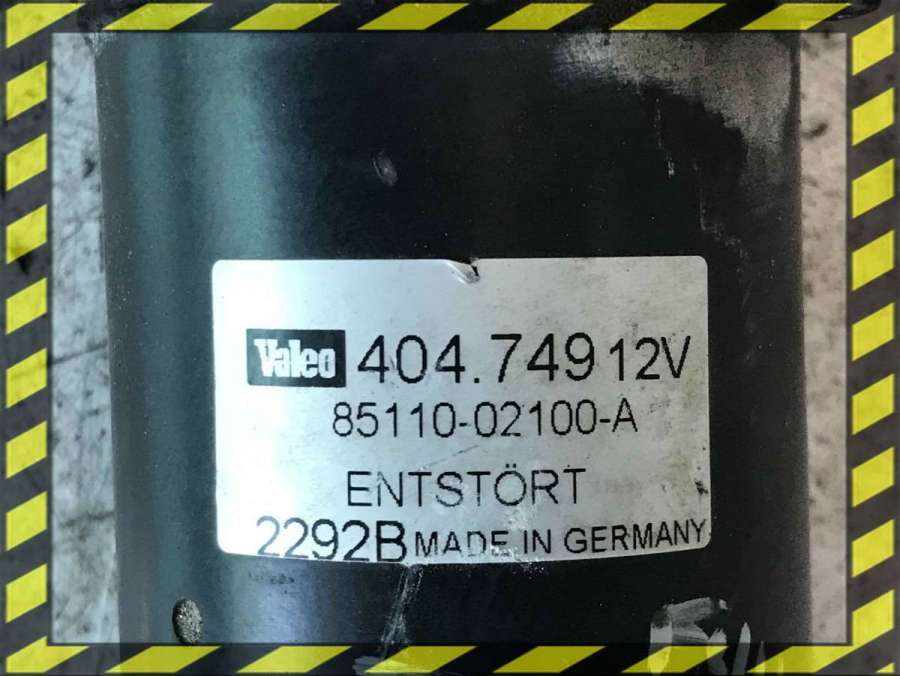 Valeo 404.749 12V
85110-02100-A
ENTSTÖRT
2292B MADE IN GERMANY